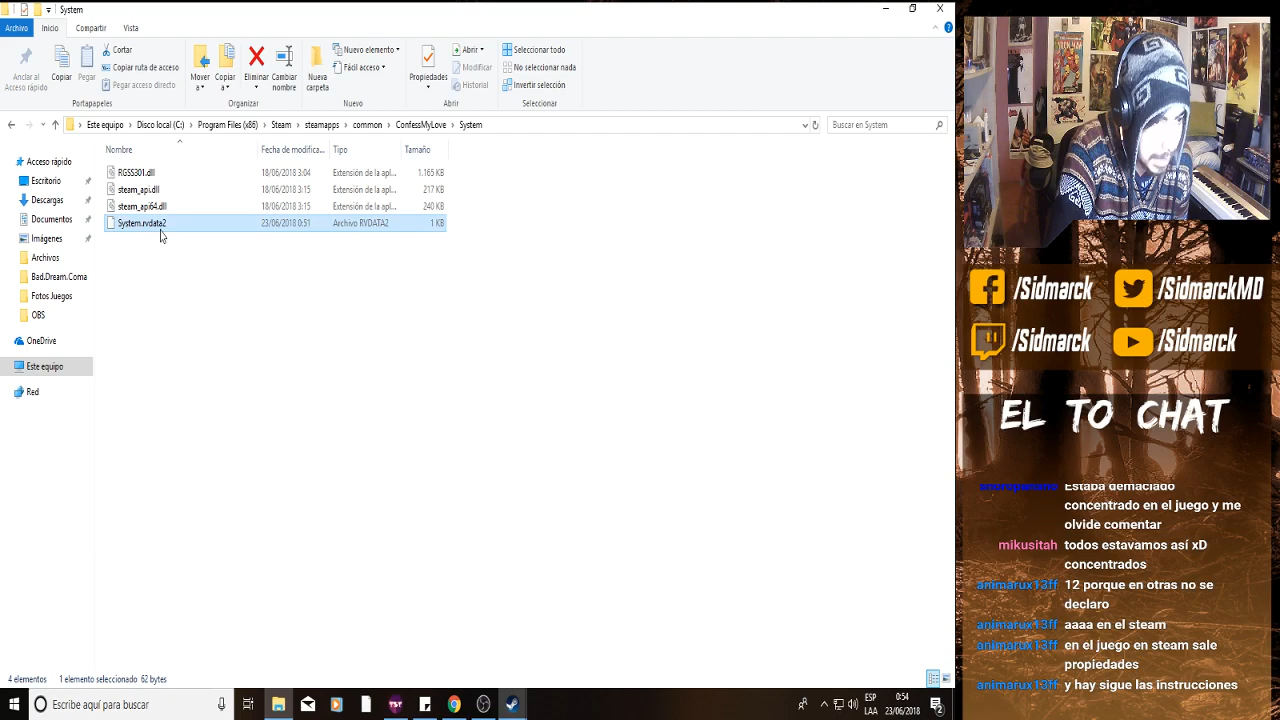 System
Archivo Inicio Compartir Vista
Anclar al Acceso rápido
Copiar
Pegar
Cortar
Copiar ruta de acceso
Pegar acceso directo
Portapapeles
Mover a
Copiar a
Eliminar
Cambiar nombre
Organizar
Nueva carpeta
Nuevo elemento
Fácil acceso
Nuevo
Propiedades
Abrir
Modificar
Historial
Abrir
Seleccionar todo
No seleccionar nada
Invertir selección
Seleccionar
Este equipo Disco local (C:) Program Files (x86) Steam steamapps common ConfessMyLove System
Buscar en System
Nombre Fecha de modifica... Tipo Tamaño
RGSS301.dll 18/06/2018 3:04 Extensión de la apl... 1.165 KB
steam_api.dll 18/06/2018 3:15 Extensión de la apl... 217 KB
steam_api64.dll 18/06/2018 3:15 Extensión de la apl... 240 KB
System.rvdata2 23/06/2018 0:51 Archivo RVDATA2 1 KB
Acceso rápido
Escritorio
Descargas
Documentos
Imágenes
Archivos
Bad.Dream.Coma
Fotos Juegos
OBS
OneDrive
Este equipo
Red
4 elementos 1 elemento seleccionado 62 bytes
Escribe aquí para buscar
ESP
LAA
0:54
23/06/2018
/Sidmarck /SidmarckMD
/Sidmarck /Sidmarck
EL TO CHAT
Estaba demaciado
concentrado en el juego y me
olvide comentar
mikusitah todos estavamos así xD
concentrados
animarux13ff 12 porque en otras no se
declaro
animarux13ff aaaa en el steam
animarux13ff en el juego en steam sale
propiedades
animarux13ff y hay sigue las instrucciones